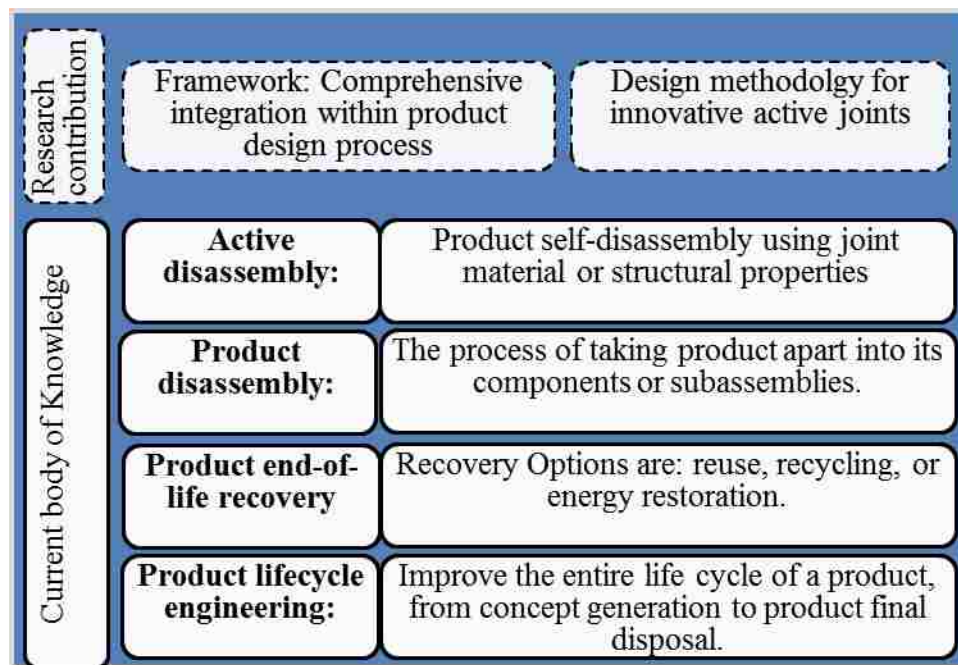 Research
contribution
Framework: Comprehensive
integration within product
design process
Design methodolgy for
innovative active joints
Current body of Knowledge
Active
disassembly:
Product self-disassembly using joint
material or structural properties
Product
disassembly:
The process of taking product apart into its
components or subassemblies.
Product end-of-
life recovery
Recovery Options are: reuse, recycling, or
energy restoration.
Product lifecycle
engineering:
Improve the entire life cycle of a product,
from concept generation to product final
disposal.